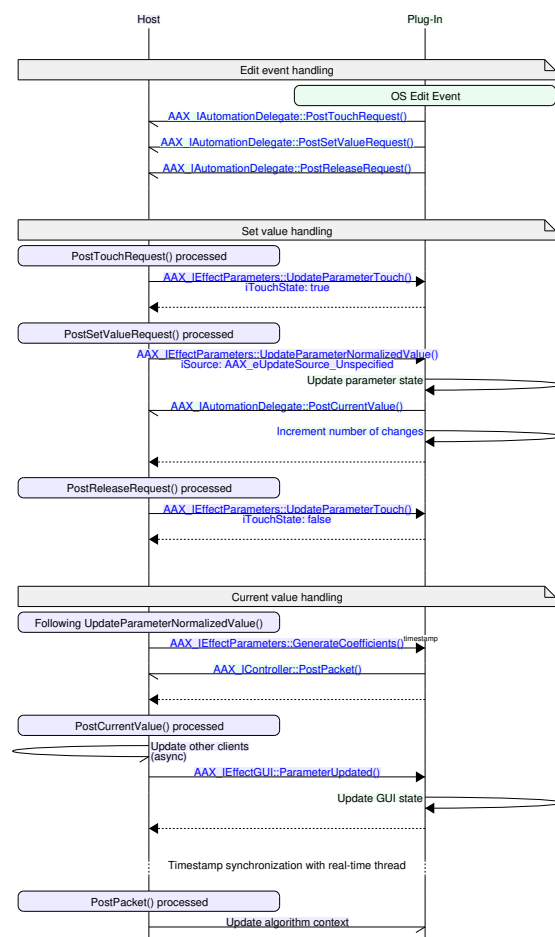 Host
Plug-In
Edit event handling
OS Edit Event
AAX_IAutomationDelegate::PostTouchRequest()
AAX_IAutomationDelegate::PostSetValueRequest()
AAX_IAutomationDelegate::PostReleaseRequest()
Set value handling
PostTouchRequest() processed
AAX_IEffectParameters::UpdateParameterTouch()
iTouchState: true
PostSetValueRequest() processed
AAX_IEffectParameters::UpdateParameterNormalizedValue()
iSource: AAX_eUpdateSource_Unspecified
Update parameter state
AAX_IAutomationDelegate::PostCurrentValue()
Increment number of changes
PostReleaseRequest() processed
AAX_IEffectParameters::UpdateParameterTouch()
iTouchState: false
Current value handling
Following UpdateParameterNormalizedValue()
AAX_IEffectParameters::GenerateCoefficients() timestamp
AAX_IController::PostPacket()
PostCurrentValue() processed
Update other clients
(async)
AAX_IEffectGUI::ParameterUpdated()
Update GUI state
Timestamp synchronization with real-time thread
PostPacket() processed
Update algorithm context